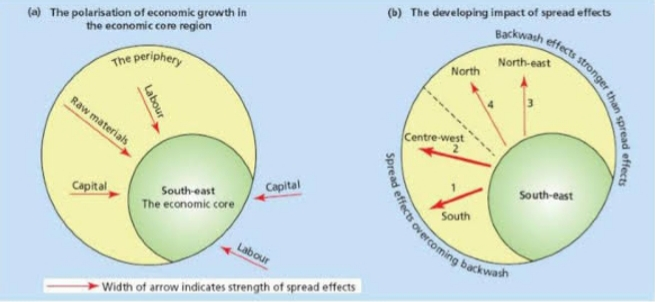 (a) The polarisation of economic growth in
the economic core region
The periphery
Labour
Raw materials
Capital
South-east
The economic core
Capital
Labour
Width of arrow indicates strength of spread effects
(b) The developing impact of spread effects
Backwash effects stronger than spread effects
North-east
North
4
3
Centre-west
2
1
South
South-east
Spread effects overcoming backwash